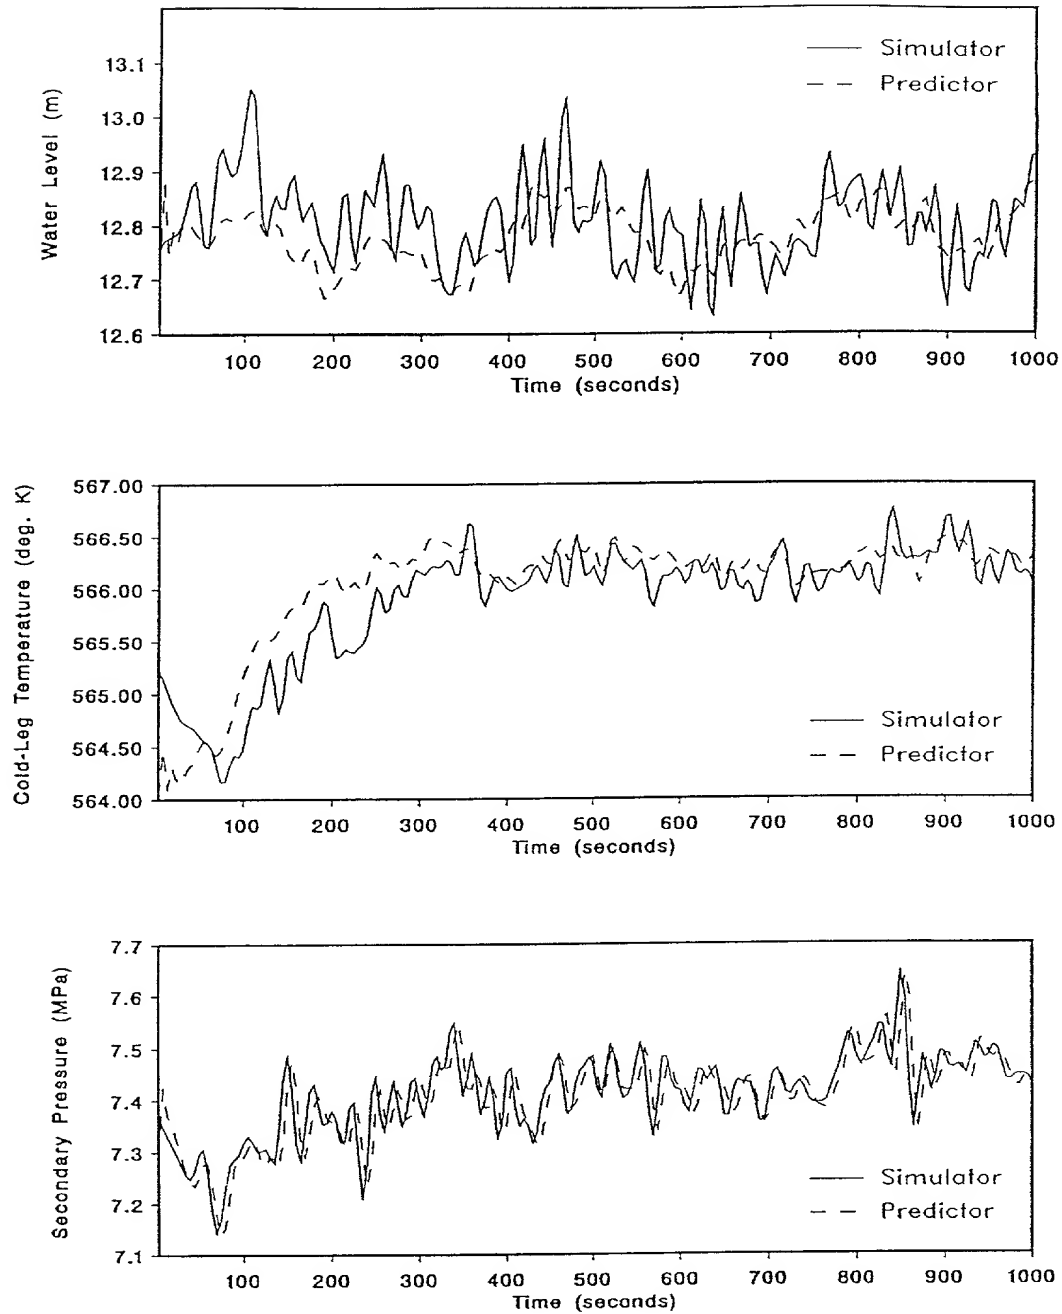 Water Level (m)
13.1
13.0
12.9
12.8
12.7
12.6
Simulator
Predictor
100 200 300 400 500 600 700 800 900 1000
Time (seconds)
Cold-Leg Temperature (deg. K)
567.00
566.50
566.00
565.50
565.00
564.50
564.00
Simulator
Predictor
100 200 300 400 500 600 700 800 900 1000
Time (seconds)
Secondary Pressure (MPa)
7.7
7.6
7.5
7.4
7.3
7.2
7.1
Simulator
Predictor
100 200 300 400 500 600 700 800 900 1000
Time (seconds)